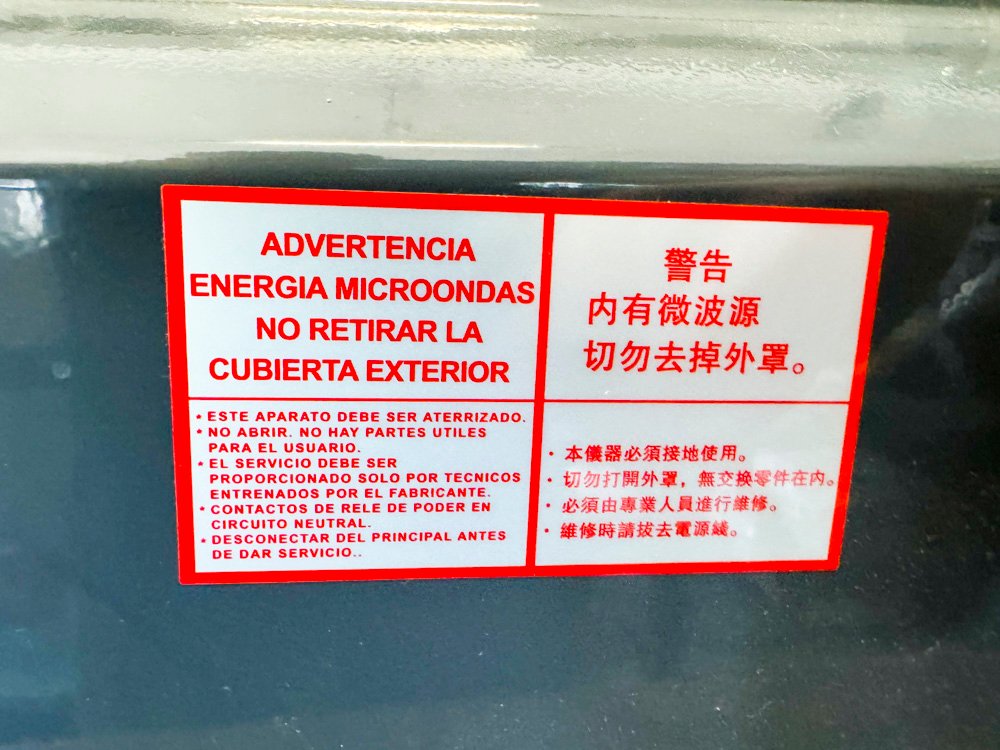 ADVERTENCIA
ENERGIA MICROONDAS
NO RETIRAR LA
CUBIERTA EXTERIOR
* ESTE APARATO DEBE SER ATERRIZADO.
* NO ABRIR. NO HAY PARTES UTILES
PARA EL USUARIO.
* EL SERVICIO DEBE SER
PROPORCIONADO SOLO POR TECNICOS
ENTRENADOS POR EL FABRICANTE.
* CONTACTOS DE RELE DE PODER EN
CIRCUITO NEUTRAL.
* DESCONECTAR DEL PRINCIPAL ANTES
DE DAR SERVICIO..
警告
内有微波源
切勿去掉外罩。
· 本儀器必須接地使用。
· 切勿打開外罩，無交換零件在内。
· 必須由專業人員進行維修。
· 維修時請拔去電源綫。